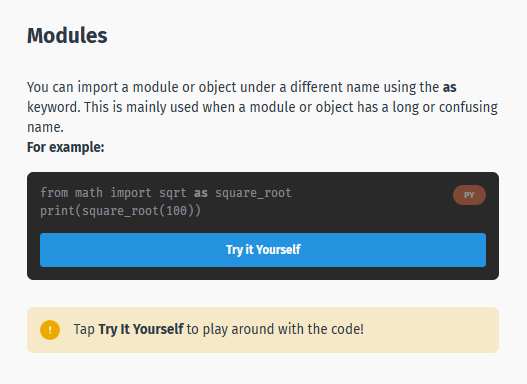 Modules
You can import a module or object under a different name using the as
keyword. This is mainly used when a module or object has a long or confusing
name.
For example:
from math import sqrt as square_root
PY
print(square_root(100))
Try it Yourself
! Tap Try It Yourself to play around with the code!